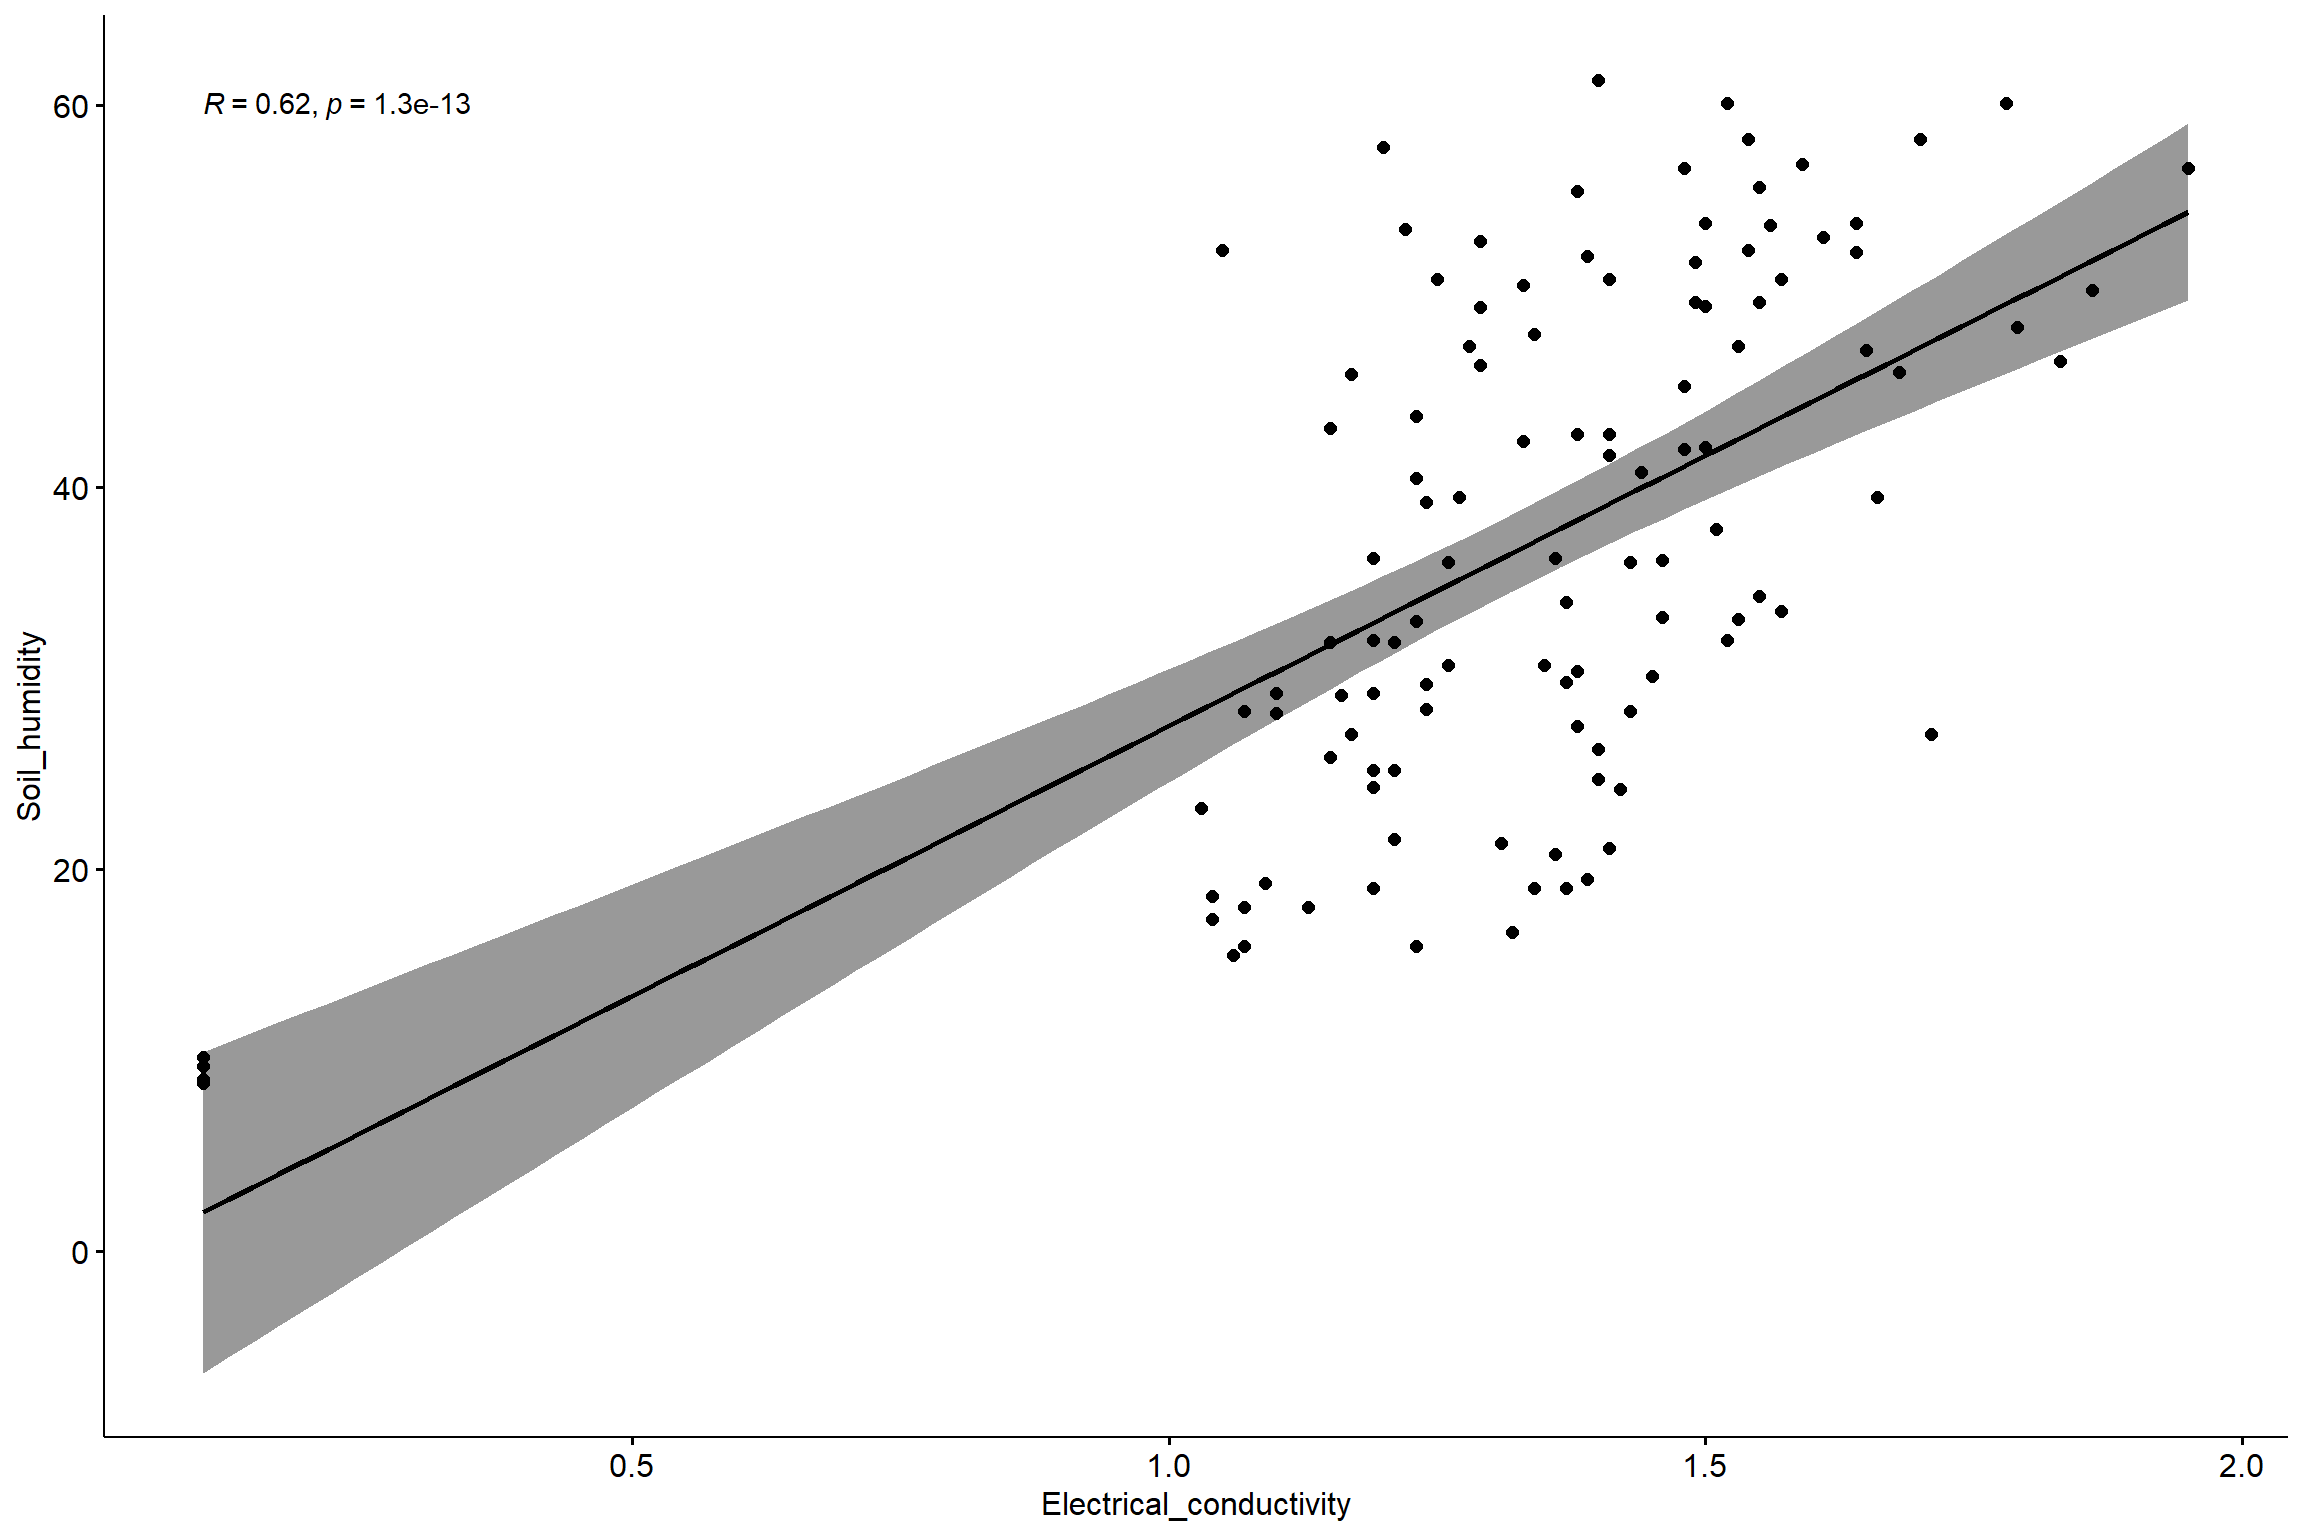 R = 0.62, p = 1.3e-13
60
40
20
0
Soil_humidity
0.5
1.0
1.5
2.0
Electrical_conductivity